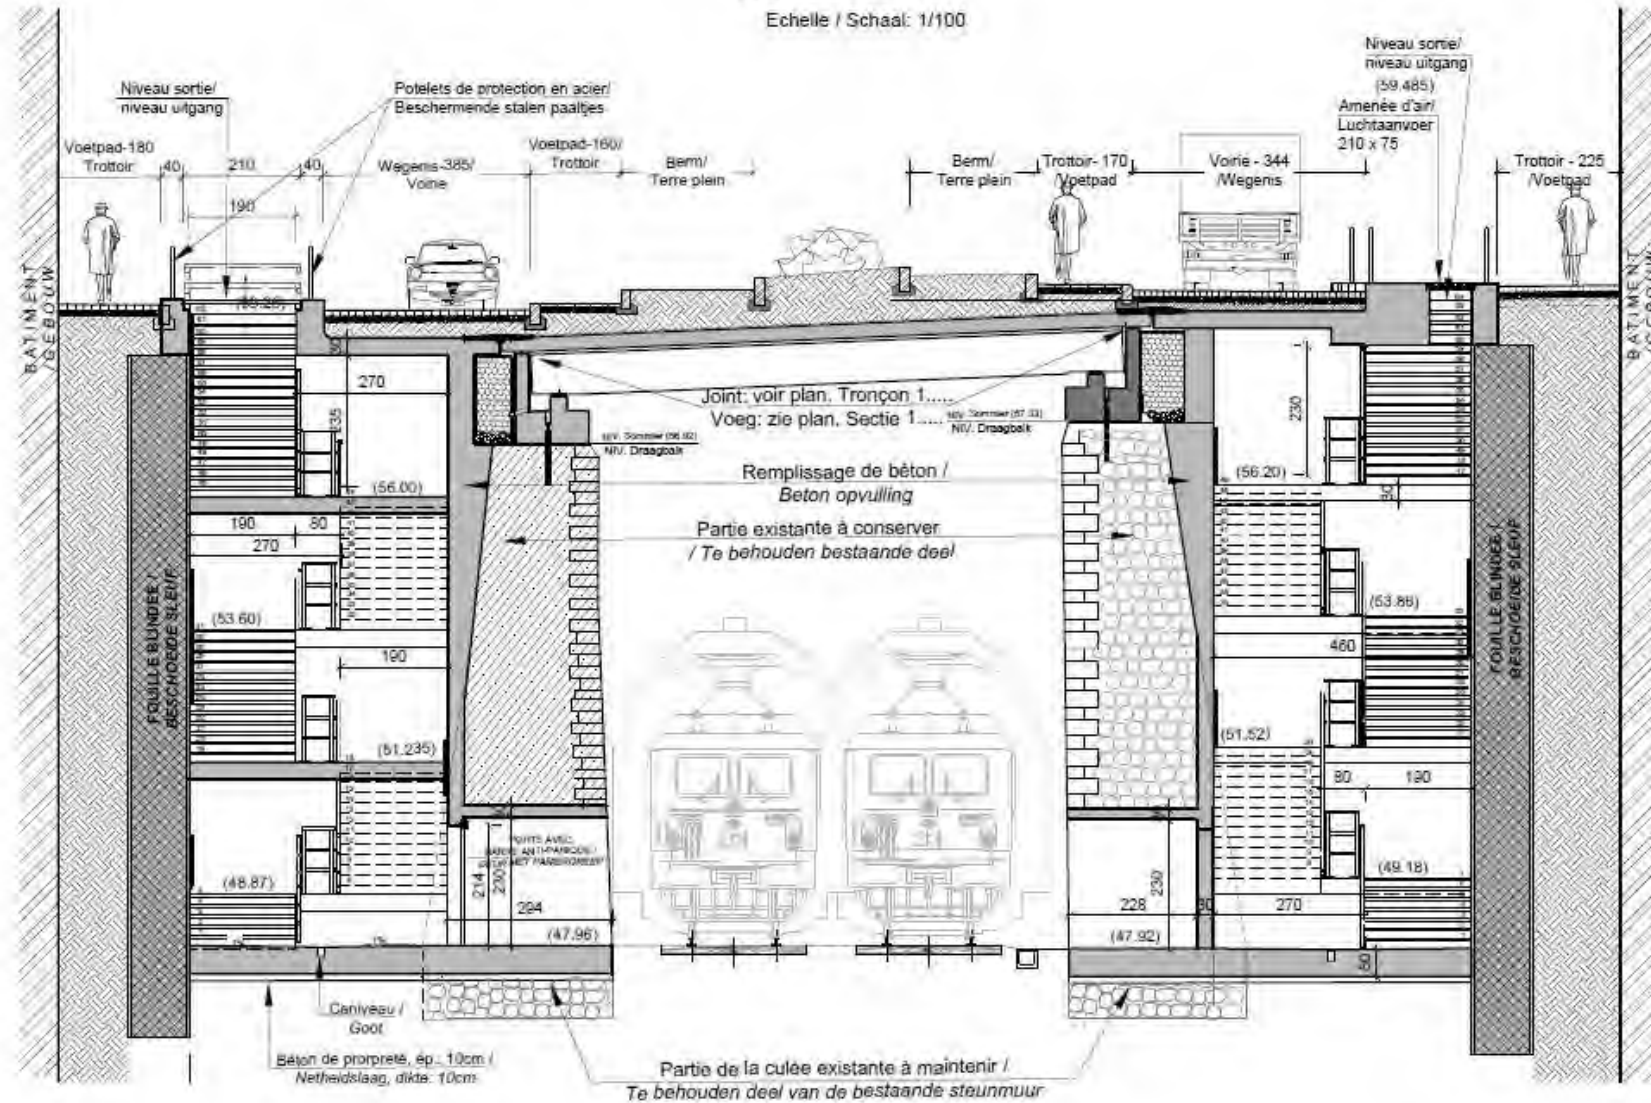 Echelle / Schaal: 1/100
Niveau sortie/
niveau uitgang
Potelets de protection en acier/
Beschermende stalen paaltjes
Niveau sortie/
niveau uitgang
(59.485)
Amenée d'air/
Luchtaanvoer
210 x 75
Voetpad-180
Trottoir
40
210
40
190
Wegenis-385/
Voirie
Voetpad-160/
Trottoir
Berm/
Terre plein
Berm/
Terre plein
Trottoir- 170
/Voetpad
Voirie - 344
/Wegenis
Trottoir - 225
/Voetpad
BATIMENT
/GEBOUW
BATIMENT
270
Joint: voir plan. Tronçon 1.....
Voeg: zie plan. Sectie 1.....
NIV. Draagbalk
NIV. Draagbalk
230
Remplissage de béton /
Beton opvulling
(56.00)
(56.20)
30
Partie existante à conserver
/ Te behouden bestaande deel
190
80
270
FOUILLE BLINDEE /
BESCHOEIDE SLEUF
FOUILLE BLINDEE /
BESCHOEIDE SLEUF
(53.60)
(53.86)
190
460
(51.235)
(51.52)
80
190
(48.87)
(49.18)
214
230
230
294
228
30
270
(47.96)
(47.92)
Caniveau /
Goot
Béton de prorpreté, ép.. 10cm /
Netheidslaag, dikte: 10cm
Partie de la culée existante à maintenir /
Te behouden deel van de bestaande steunmuur